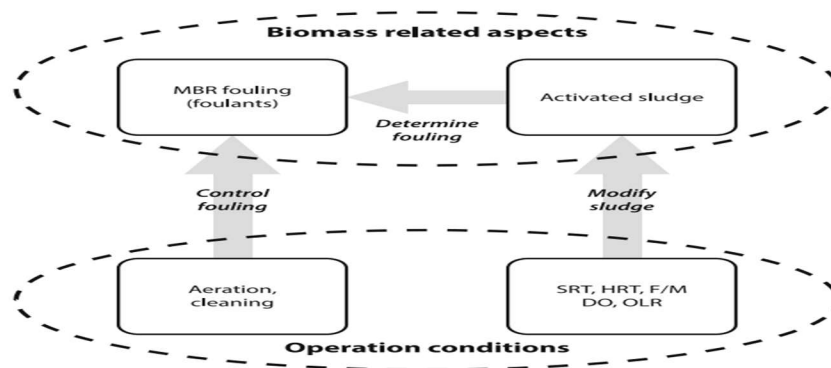 Biomass related aspects
MBR fouling
(foulants)
Activated sludge
Determine
fouling
Control
fouling
Modify
sludge
Aeration,
cleaning
SRT, HRT, F/M
DO, OLR
Operation conditions